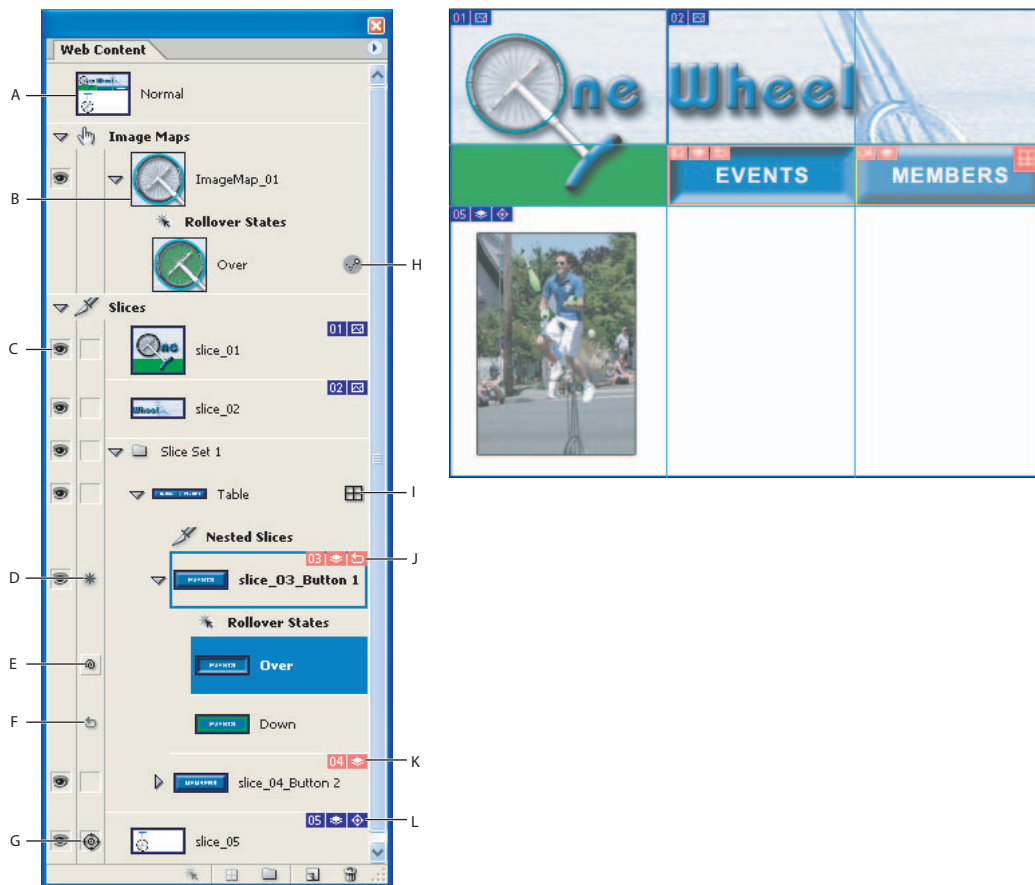 Web Content
A
Normal
Image Maps
B
ImageMap_01
Rollover States
Over
H
Slices
01
C
slice_01
02
slice_02
Slice Set 1
Table
I
Nested Slices
03
J
D
slice_03_Button 1
Rollover States
E
Over
F
Down
04
K
slice_04_Button 2
05
L
G
slice_05
01
02
One Wheel
EVENTS
MEMBERS
05